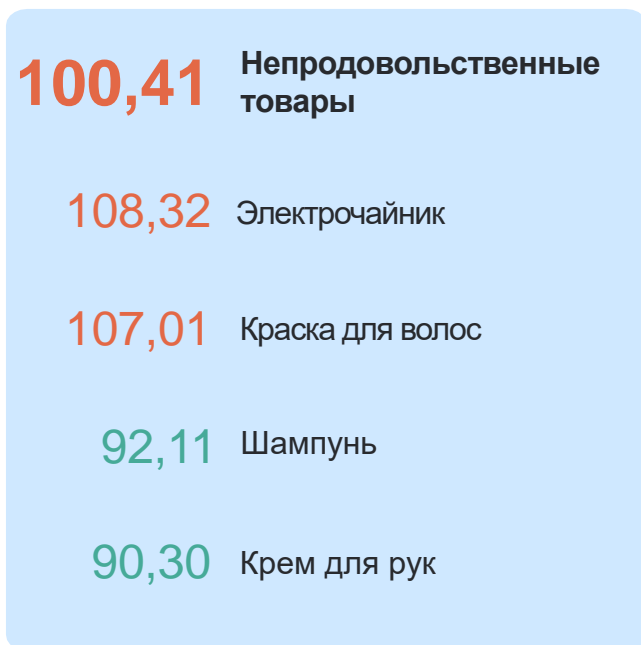 100,41 Непродовольственные
товары
108,32 Электрочайник
107,01 Краска для волос
92,11 Шампунь
90,30 Крем для рук